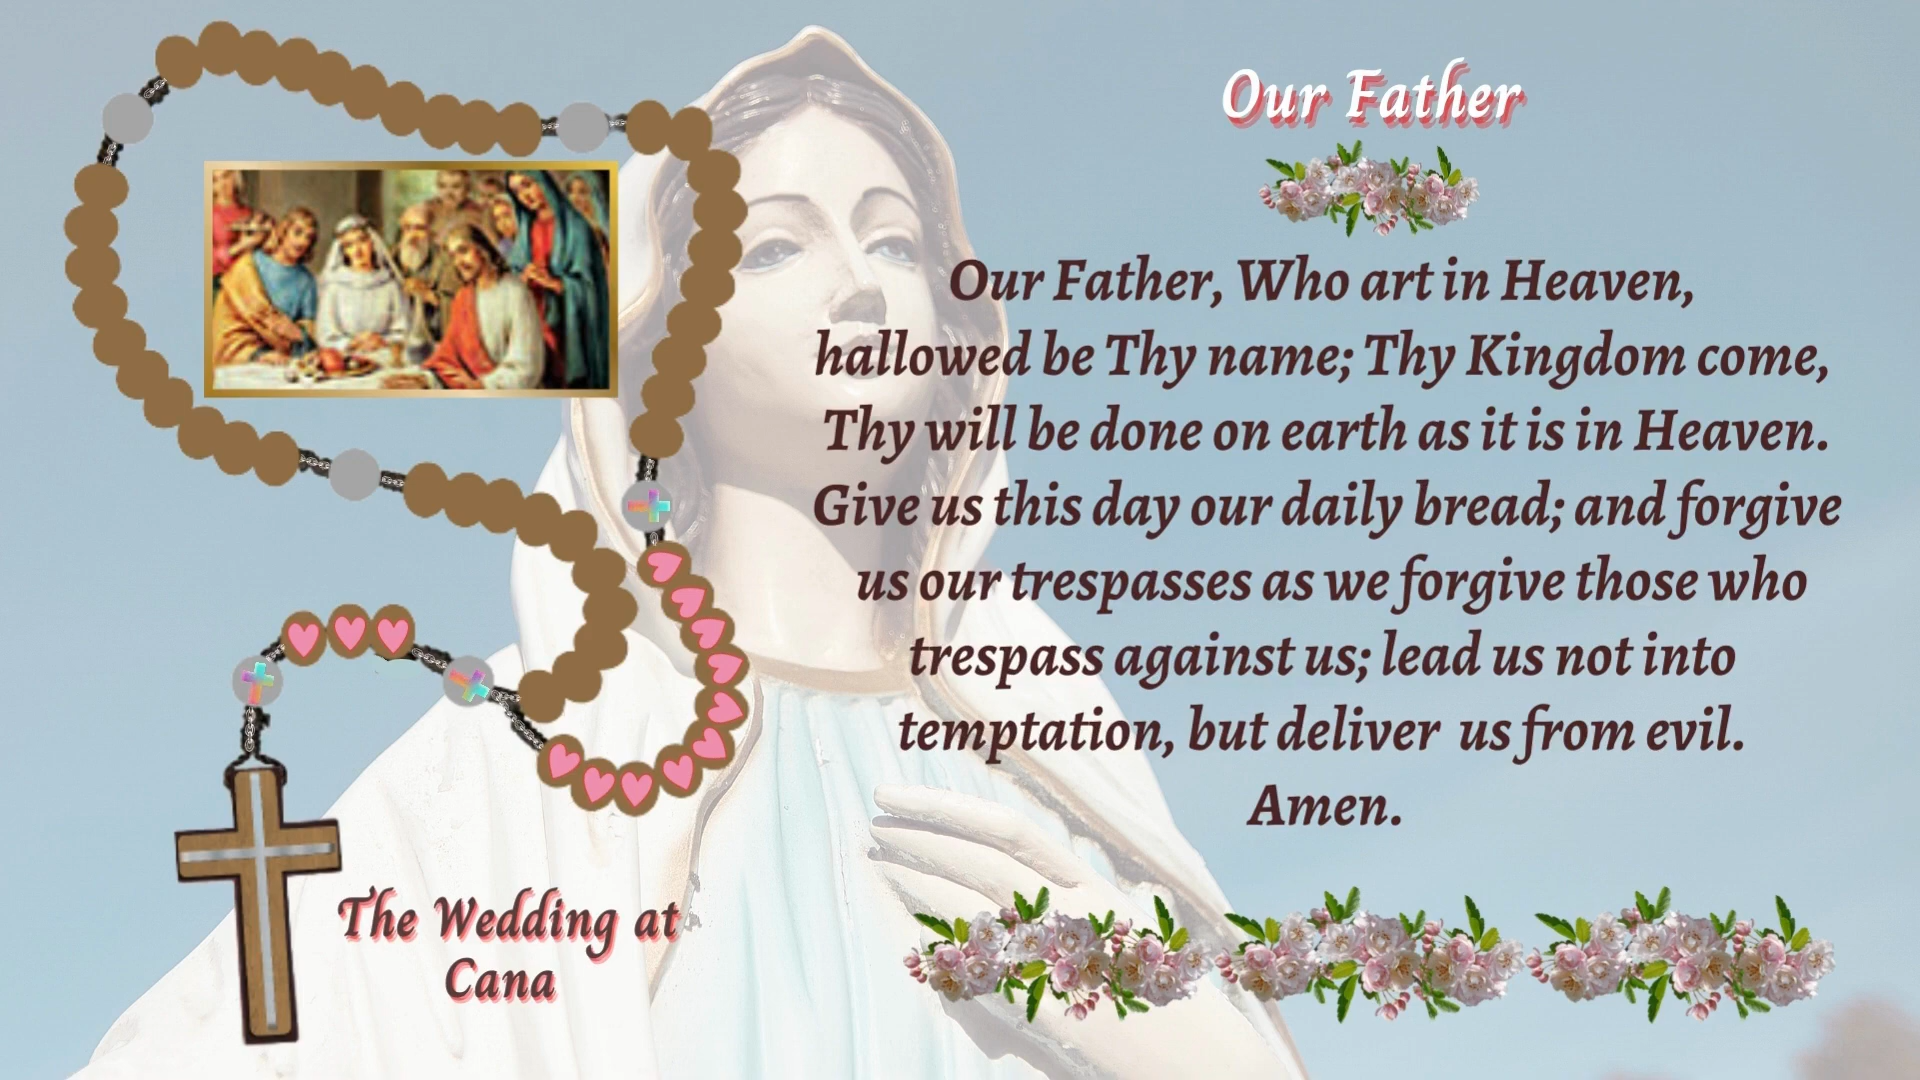 Our Father
Our Father, Who art in Heaven,
hallowed be Thy name; Thy Kingdom come,
Thy will be done on earth as it is in Heaven.
Give us this day our daily bread; and forgive
us our trespasses as we forgive those who
trespass against us; lead us not into
temptation, but deliver us from evil.
Amen.
The Wedding at
Cana